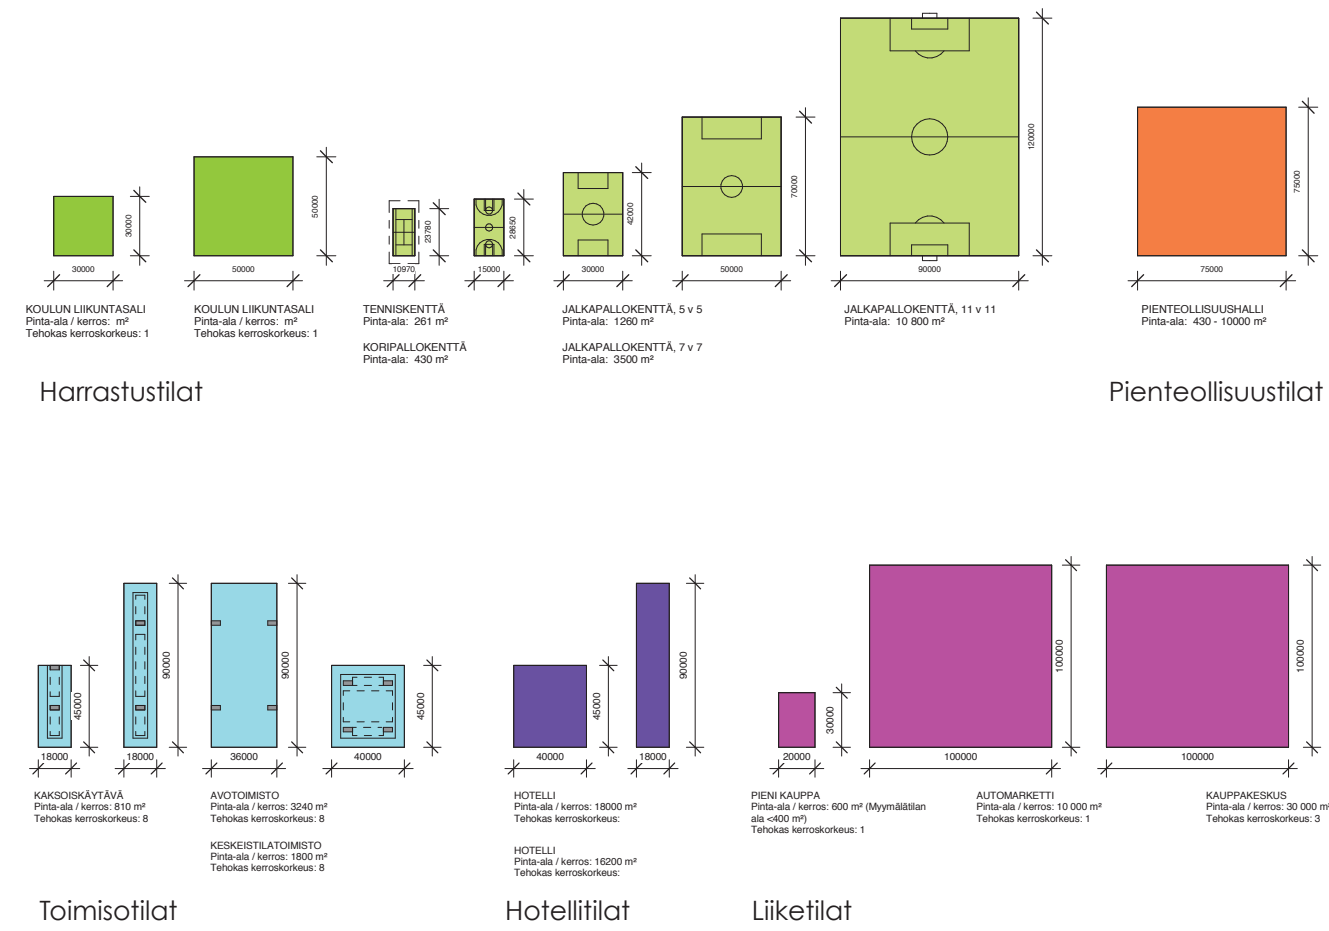 120000
30000
50000
23780
28650
42000
70000
75000
30000
50000
10970
15000
30000
50000
90000
75000
KOULUN LIIKUNTASALI
Pinta-ala / kerros: m²
Tehokas kerroskorkeus: 1
KOULUN LIIKUNTASALI
Pinta-ala / kerros: m²
Tehokas kerroskorkeus: 1
TENNISKENTTÄ
Pinta-ala: 261 m²
KORIPALLOKENTTÄ
Pinta-ala: 430 m²
JALKAPALLOKENTTÄ, 5 v 5
Pinta-ala: 1260 m²
JALKAPALLOKENTTÄ, 7 v 7
Pinta-ala: 3500 m²
JALKAPALLOKENTTÄ, 11 v 11
Pinta-ala: 10 800 m²
PIENTEOLLISUUSHALLI
Pinta-ala: 430 - 10000 m²
Harrastustilat
Pienteollisuustilat
45000
90000
90000
45000
45000
90000
30000
100000
100000
18000
18000
36000
40000
40000
18000
20000
100000
100000
KAKSOISKÄYTÄVÄ
Pinta-ala / kerros: 810 m²
Tehokas kerroskorkeus: 8
AVOTOIMISTO
Pinta-ala / kerros: 3240 m²
Tehokas kerroskorkeus: 8
KESKEISTILATOIMISTO
Pinta-ala / kerros: 1800 m²
Tehokas kerroskorkeus: 8
HOTELLI
Pinta-ala / kerros: 18000 m²
Tehokas kerroskorkeus:
HOTELLI
Pinta-ala / kerros: 16200 m²
Tehokas kerroskorkeus:
PIENI KAUPPA
Pinta-ala / kerros: 600 m² (Myymälätilan
ala <400 m²)
Tehokas kerroskorkeus: 1
AUTOMARKETTI
Pinta-ala / kerros: 10 000 m²
Tehokas kerroskorkeus: 1
KAUPPAKESKUS
Pinta-ala / kerros: 30 000 m²
Tehokas kerroskorkeus: 3
Toimisotilat
Hotellitilat
Liiketilat